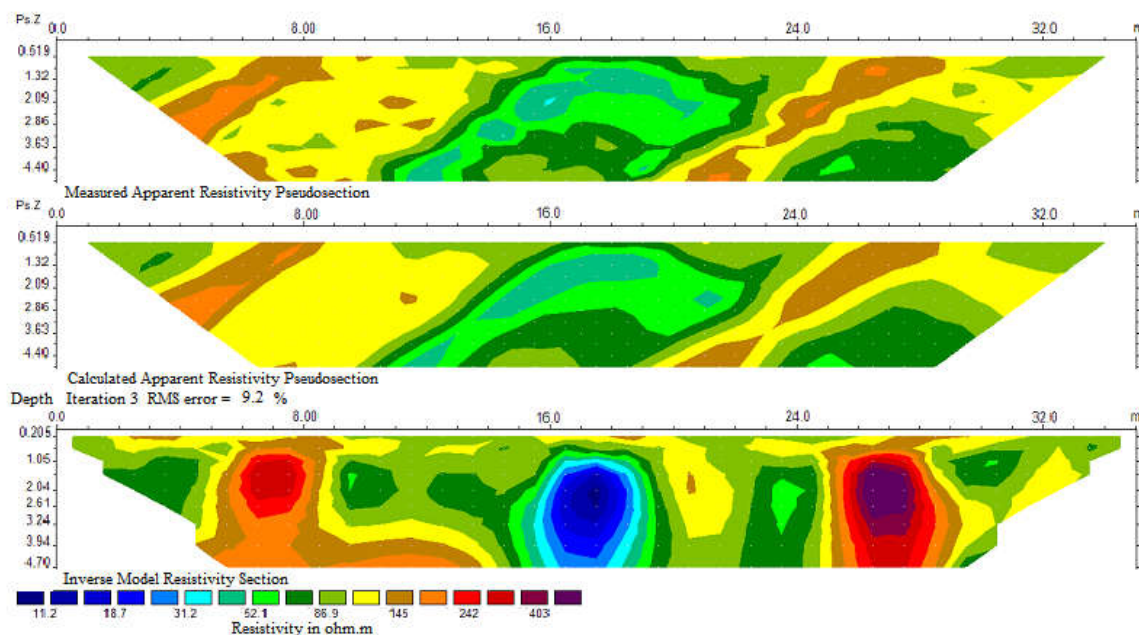 Ps.Z 0.0 8.00 16.0 24.0 32.0 m
0.519
1.32
2.09
2.86
3.63
4.40
Measured Apparent Resistivity Pseudosection
Ps.Z 0.0 8.00 16.0 24.0 32.0 m
0.519
1.32
2.09
2.86
3.63
4.40
Calculated Apparent Resistivity Pseudosection
Depth Iteration 3 RMS error = 9.2 %
0.0 8.00 16.0 24.0 32.0 m
0.205
1.05
2.04
2.61
3.24
3.94
4.70
Inverse Model Resistivity Section
11.2 18.7 31.2 52.1 86.9 145 242 403
Resistivity in ohm.m